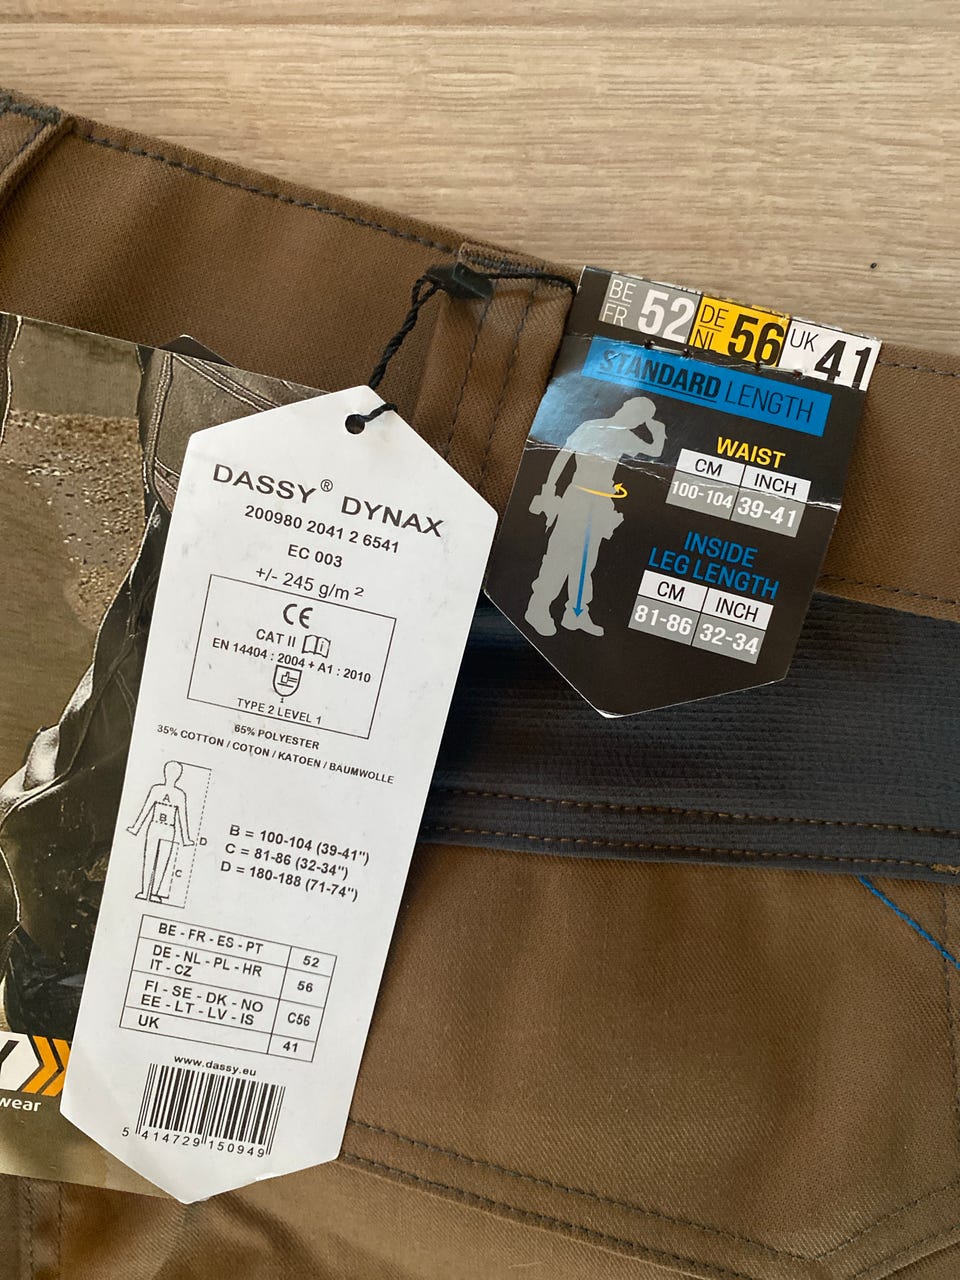 DASSY® DYNAX
200980 2041 2 6541
EC 003
+/- 245 g/m 2
CE
CAT II i
EN 14404 : 2004 + A1 : 2010
1
TYPE 2 LEVEL 1
65% POLYESTER
35% COTTON / COTON / KATOEN / BAUMWOLLE
A
B
D
C
B = 100-104 (39-41")
C = 81-86 (32-34")
D = 180-188 (71-74")
BE - FR - ES - PT 52
DE - NL - PL - HR
IT - CZ 56
FI - SE - DK - NO
EE - LT - LV - IS C56
UK 41
www.dassy.eu
5 414729 150949
BE
FR 52
DE
NL 56
UK 41
STANDARD LENGTH
WAIST
CM INCH
100-104 39-41
INSIDE
LEG LENGTH
CM INCH
81-86 32-34
wear